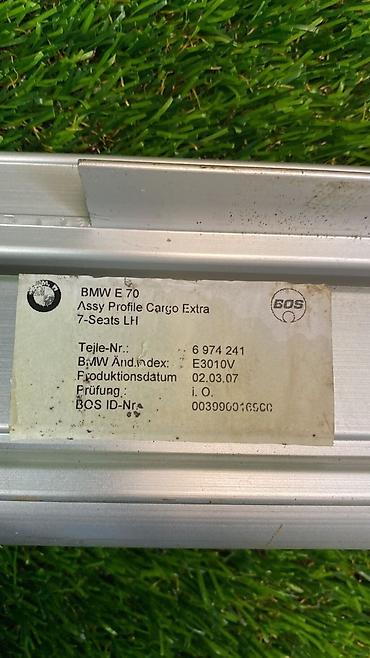 BMW E 70
Assy Profile Cargo Extra
7-Seats LH
BOS
Teile-Nr.: 6 974 241
BMW Änd.index: E3010V
Produktionsdatum 02.03.07
Prüfung.: i. O.
BOS ID-Nr.